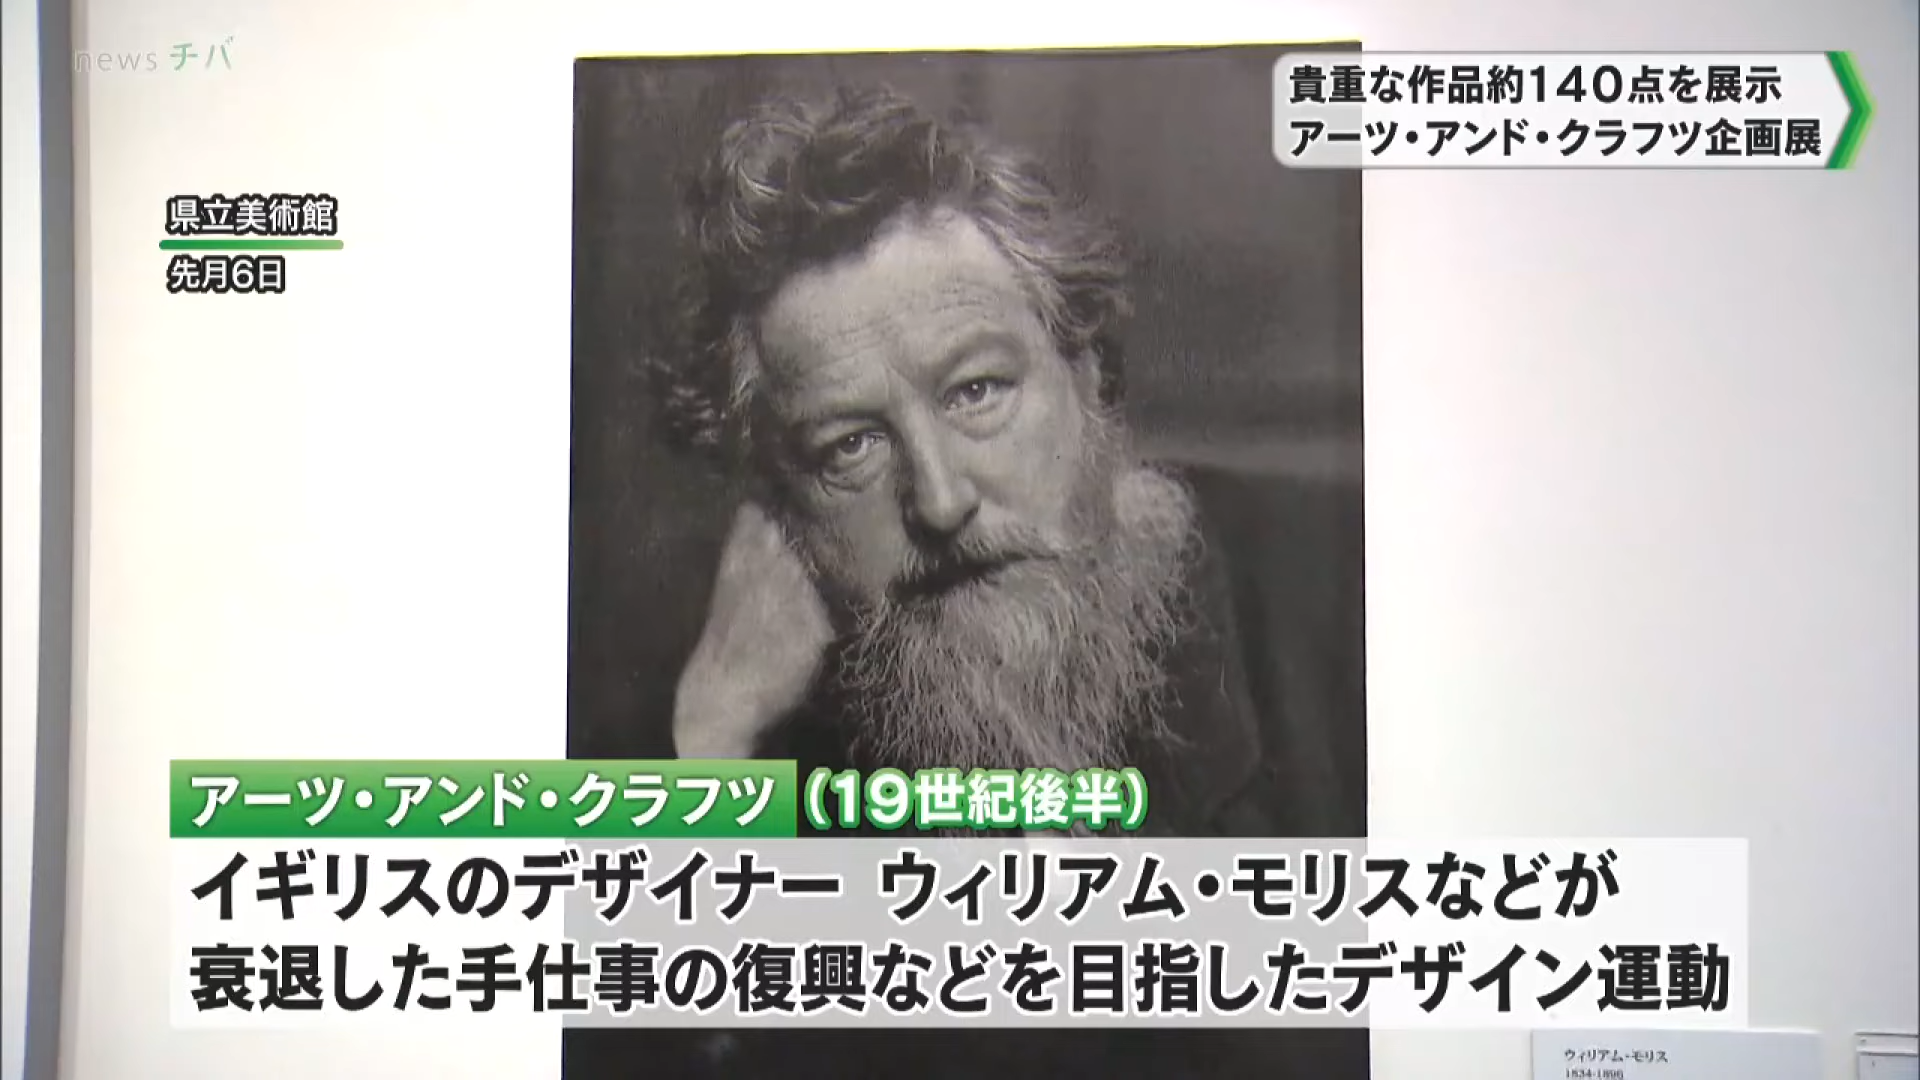 news チバ
貴重な作品約140点を展示
アーツ・アンド・クラフツ企画展
県立美術館
先月6日
アーツ・アンド・クラフツ(19世紀後半)
イギリスのデザイナー ウィリアム・モリスなどが
衰退した手仕事の復興などを目指したデザイン運動
ウィリアム・モリス
1834-1896